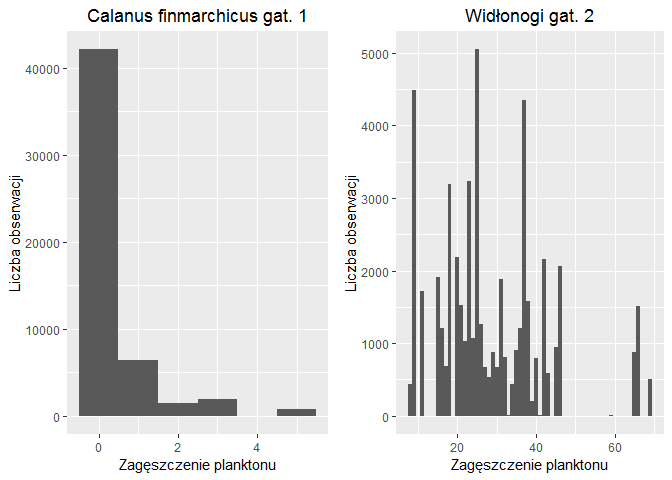 Calanus finmarchicus gat. 1
Liczba obserwacji
40000
30000
20000
10000
0
0 2 4
Zagęszczenie planktonu
Widłonogi gat. 2
Liczba obserwacji
5000
4000
3000
2000
1000
0
20 40 60
Zagęszczenie planktonu